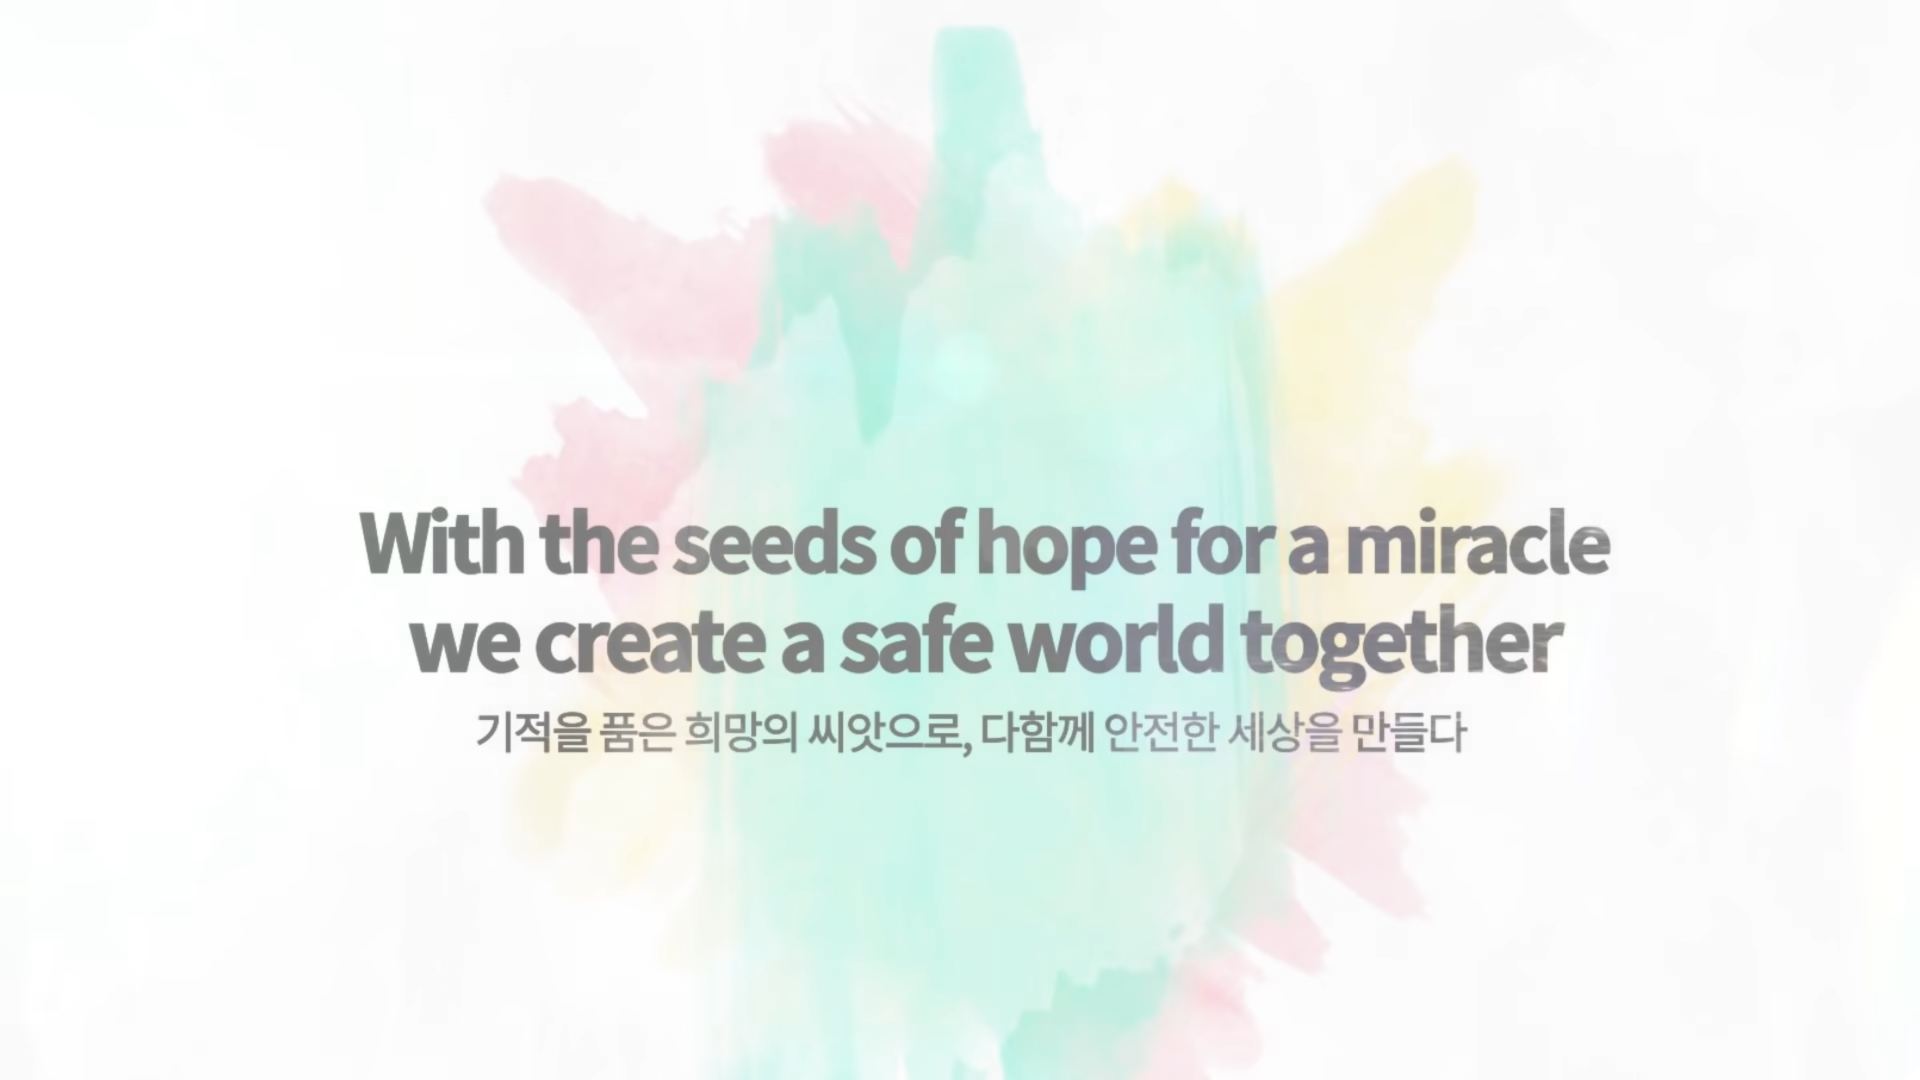 With the seeds of hope for a miracle
we create a safe world together
기적을 품은 희망의 씨앗으로, 다함께 안전한 세상을 만들다